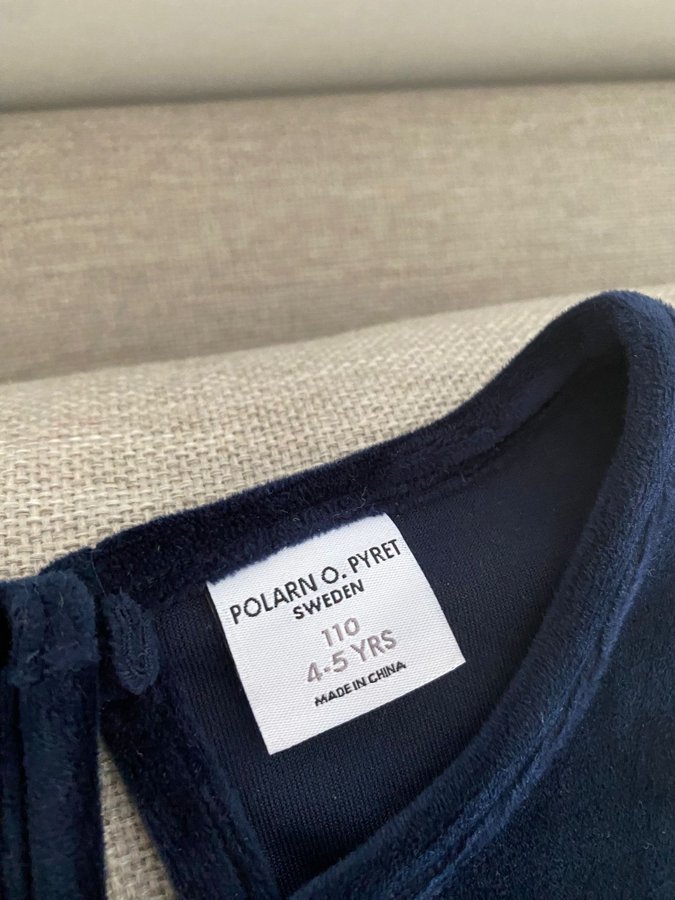 POLARN O. PYRET
SWEDEN
110
4-5 YRS
MADE IN CHINA